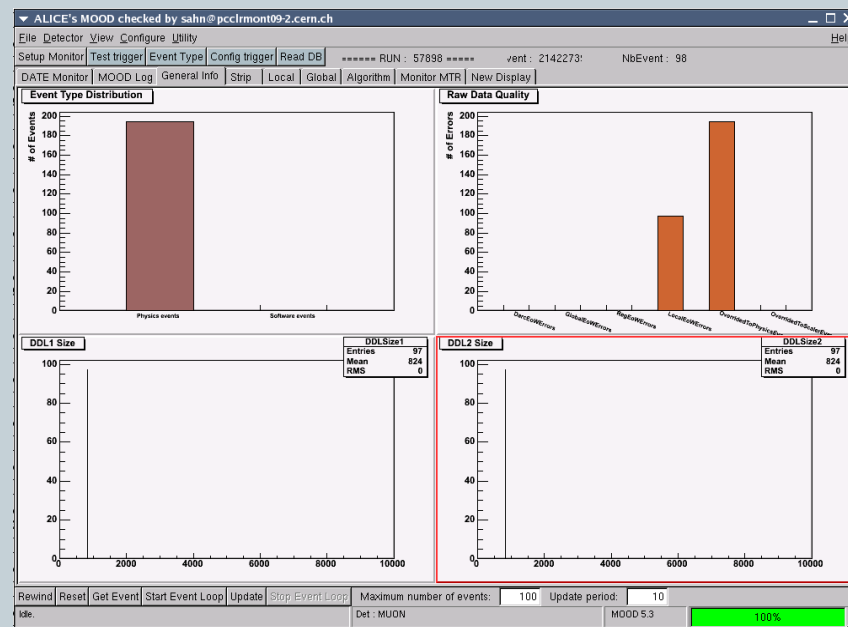 ALICE's MOOD checked by sahn@pcclrmont09-2.cern.ch
File Detector View Configure Utility Hel
Setup Monitor Test trigger Event Type Config trigger Read DB ====== RUN : 57898 ===== vent : 2142273 NbEvent : 98
DATE Monitor MOOD Log General Info Strip Local Global Algorithm Monitor MTR New Display
Event Type Distribution
# of Events
200
180
160
140
120
100
80
60
40
20
0
Physics events Software events
Raw Data Quality
# of Errors
200
180
160
140
120
100
80
60
40
20
0
DarcEoWErrors GlobalEoWErrors RegEoWErrors LocalEoWErrors OverridedToPhysicsEv OverridedToScalerEv
DDL1 Size
DDLSize1
Entries 97
Mean 824
RMS 0
100
80
60
40
20
0
0 2000 4000 6000 8000 10000
DDL2 Size
DDLSize2
Entries 97
Mean 824
RMS 0
100
80
60
40
20
0
0 2000 4000 6000 8000 10000
Rewind Reset Get Event Start Event Loop Update Stop Event Loop Maximum number of events: 100 Update period: 10
Idle. Det : MUON MOOD 5.3 100%